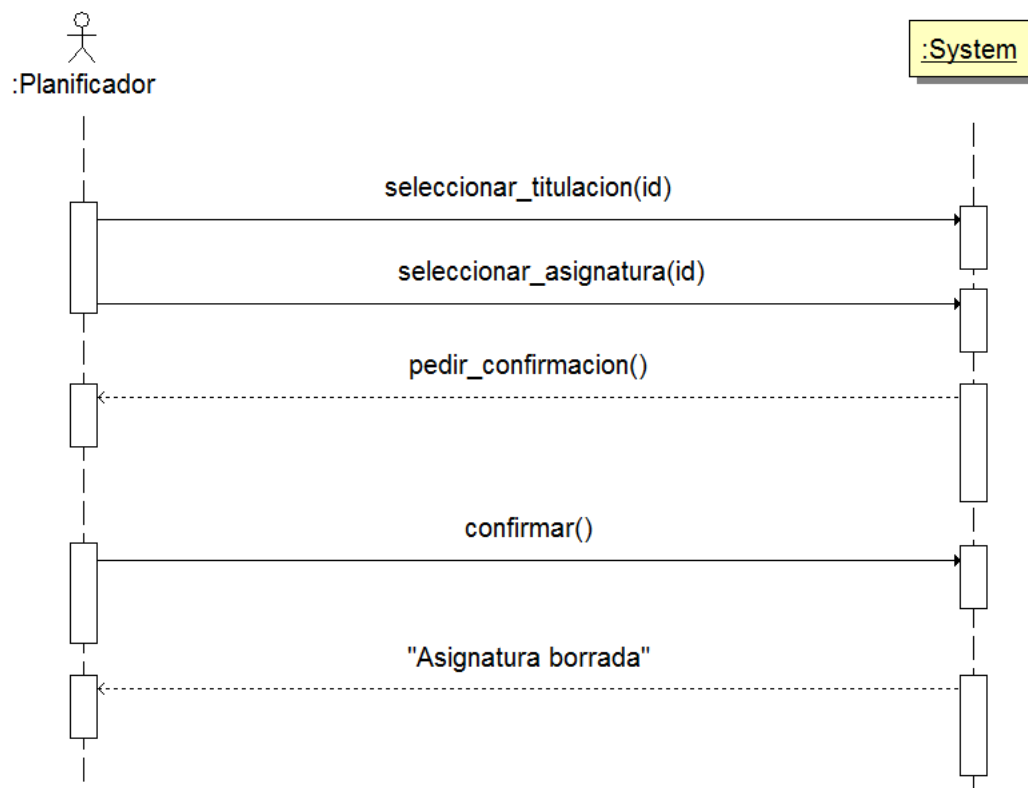 :Planificador
:System
seleccionar_titulacion(id)
seleccionar_asignatura(id)
pedir_confirmacion()
confirmar()
"Asignatura borrada"